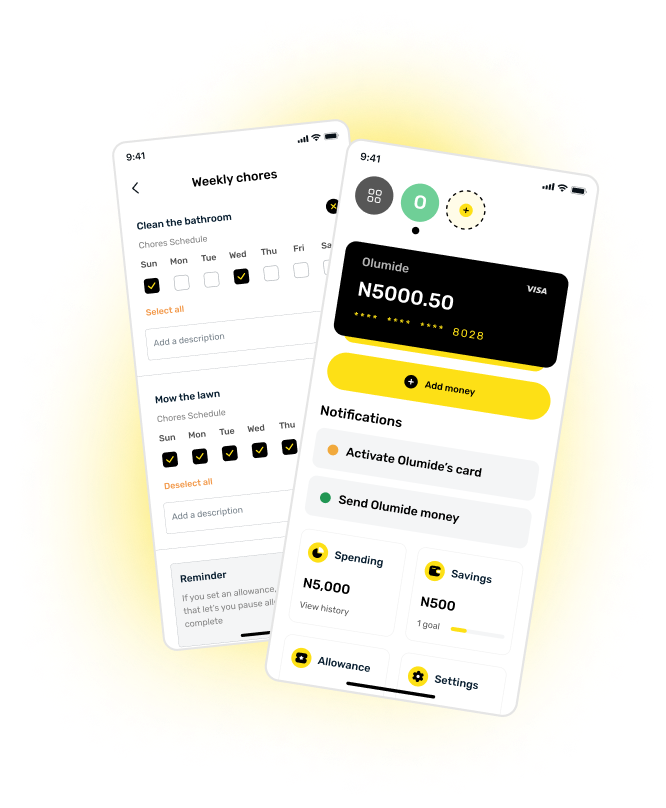 9:41
Weekly chores
Clean the bathroom
Chores Schedule
Sun Mon Tue Wed Thu Fri
Select all
Add a description
Mow the lawn
Chores Schedule
Sun Mon Tue Wed Thu
Deselect all
Add a description
Reminder
If you set an allowance,
that let's you pause
complete
9:41
O
Olumide
N5000.50
VISA
**** **** **** 8028
Add money
Notifications
Activate Olumide's card
Send Olumide money
Spending
N5,000
View history
Savings
N500
1 goal
Allowance
Settings